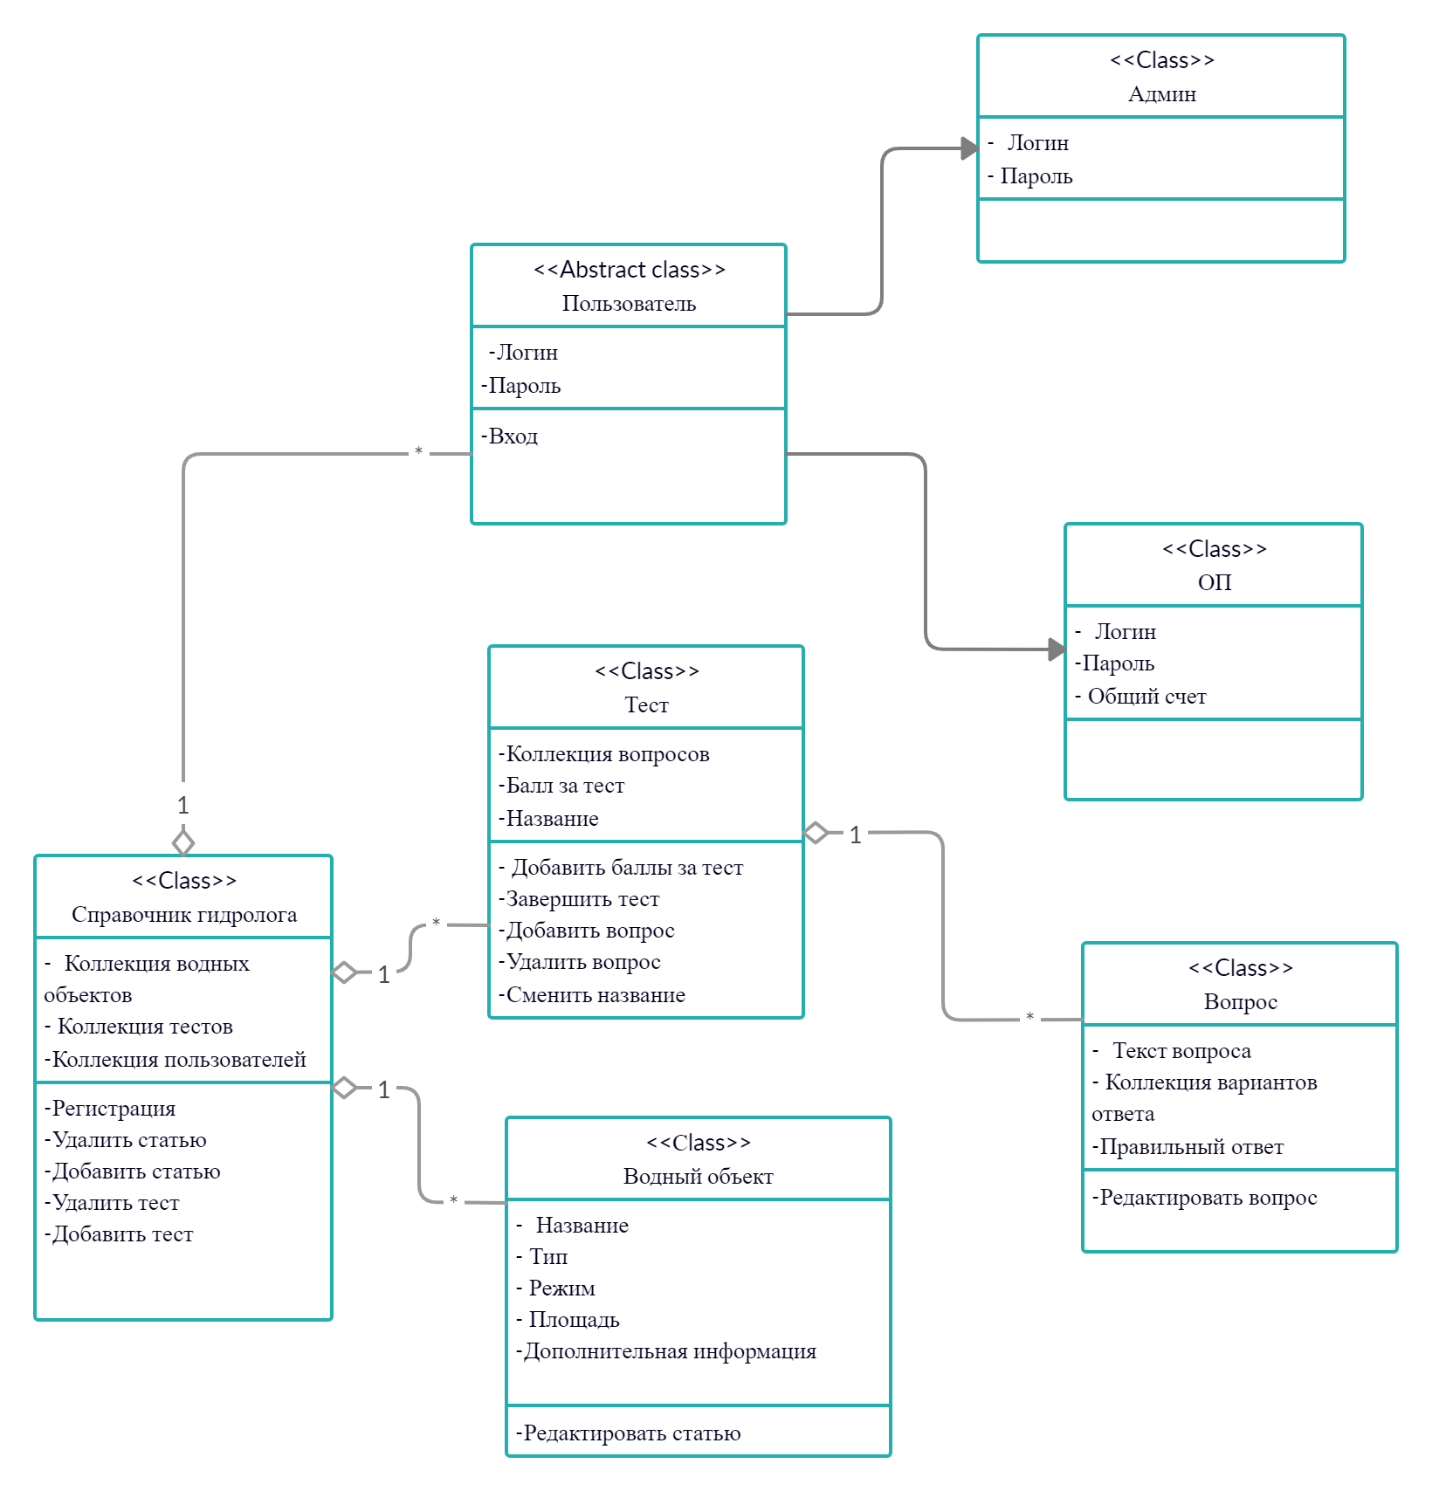 <<Class>>
Админ
- Логин
- Пароль
<<Abstract class>>
Пользователь
-Логин
-Пароль
-Вход
*
1
<<Class>>
ОП
- Логин
-Пароль
- Общий счет
<<Class>>
Тест
-Коллекция вопросов
-Балл за тест
-Название
- Добавить баллы за тест
-Завершить тест
-Добавить вопрос
-Удалить вопрос
-Сменить название
1
*
<<Class>>
Справочник гидролога
- Коллекция водных
объектов
- Коллекция тестов
-Коллекция пользователей
-Регистрация
-Удалить статью
-Добавить статью
-Удалить тест
-Добавить тест
1
*
1
*
<<Class>>
Вопрос
- Текст вопроса
- Коллекция вариантов
ответа
-Правильный ответ
-Редактировать вопрос
<<Class>>
Водный объект
- Название
- Тип
- Режим
- Площадь
-Дополнительная информация
-Редактировать статью